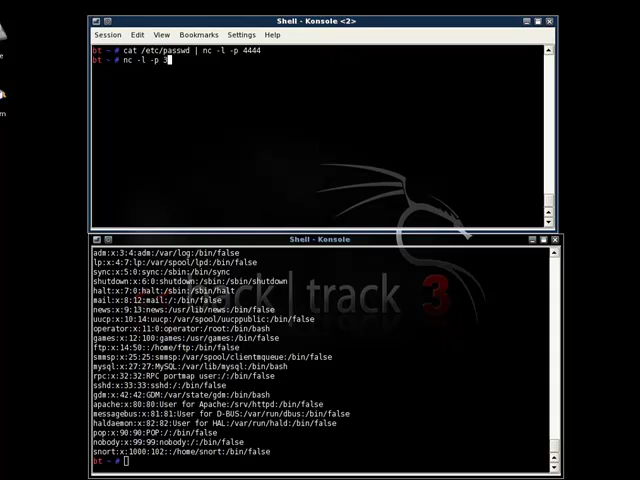 Shell - Konsole <2>
Session Edit View Bookmarks Settings Help
bt ~ # cat /etc/passwd | nc -l -p 4444
bt ~ # nc -l -p 3
Shell - Konsole
adm:x:3:4:adm:/var/log:/bin/false
lp:x:4:7:lp:/var/spool/lpd:/bin/false
sync:x:5:0:sync:/sbin:/bin/sync
shutdown:x:6:0:shutdown:/sbin:/sbin/shutdown
halt:x:7:0:halt:/sbin:/sbin/halt
mail:x:8:12:mail:/:/bin/false
news:x:9:13:news:/usr/lib/news:/bin/false
uucp:x:10:14:uucp:/var/spool/uucppublic:/bin/false
operator:x:11:0:operator:/root:/bin/bash
games:x:12:100:games:/usr/games:/bin/false
ftp:x:14:50::/home/ftp:/bin/false
smmsp:x:25:25:smmsp:/var/spool/clientmqueue:/bin/false
mysql:x:27:27:MySQL:/var/lib/mysql:/bin/bash
rpc:x:32:32:RPC portmap user:/:/bin/false
sshd:x:33:33:sshd:/:/bin/false
gdm:x:42:42:GDM:/var/state/gdm:/bin/bash
apache:x:80:80:User for Apache:/srv/httpd:/bin/false
messagebus:x:81:81:User for D-BUS:/var/run/dbus:/bin/false
haldaemon:x:82:82:User for HAL:/var/run/hald:/bin/false
pop:x:90:90:POP:/:/bin/false
nobody:x:99:99:nobody:/:/bin/false
snort:x:1000:102::/home/snort:/bin/false
bt ~ #
back | track 3